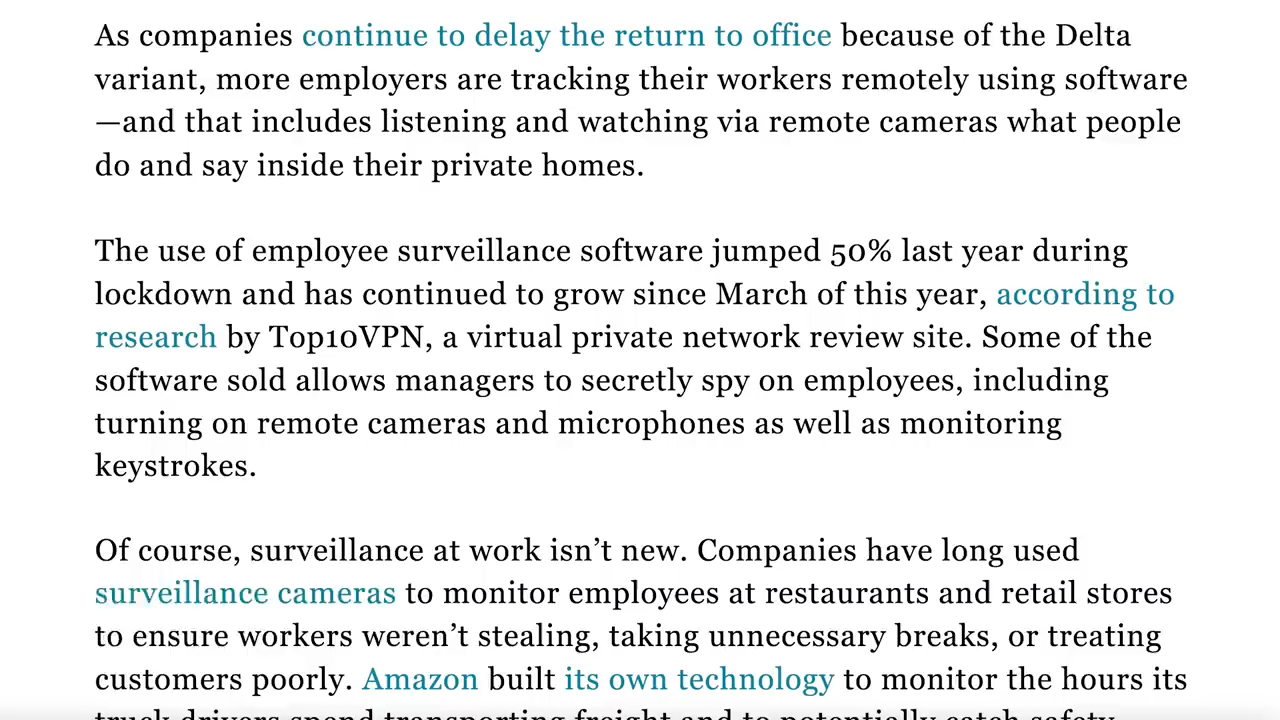 As companies continue to delay the return to office because of the Delta
variant, more employers are tracking their workers remotely using software
—and that includes listening and watching via remote cameras what people
do and say inside their private homes.
The use of employee surveillance software jumped 50% last year during
lockdown and has continued to grow since March of this year, according to
research by Top10VPN, a virtual private network review site. Some of the
software sold allows managers to secretly spy on employees, including
turning on remote cameras and microphones as well as monitoring
keystrokes.
Of course, surveillance at work isn’t new. Companies have long used
surveillance cameras to monitor employees at restaurants and retail stores
to ensure workers weren’t stealing, taking unnecessary breaks, or treating
customers poorly. Amazon built its own technology to monitor the hours its
truck drivers spend transporting freight and to potentially catch safety